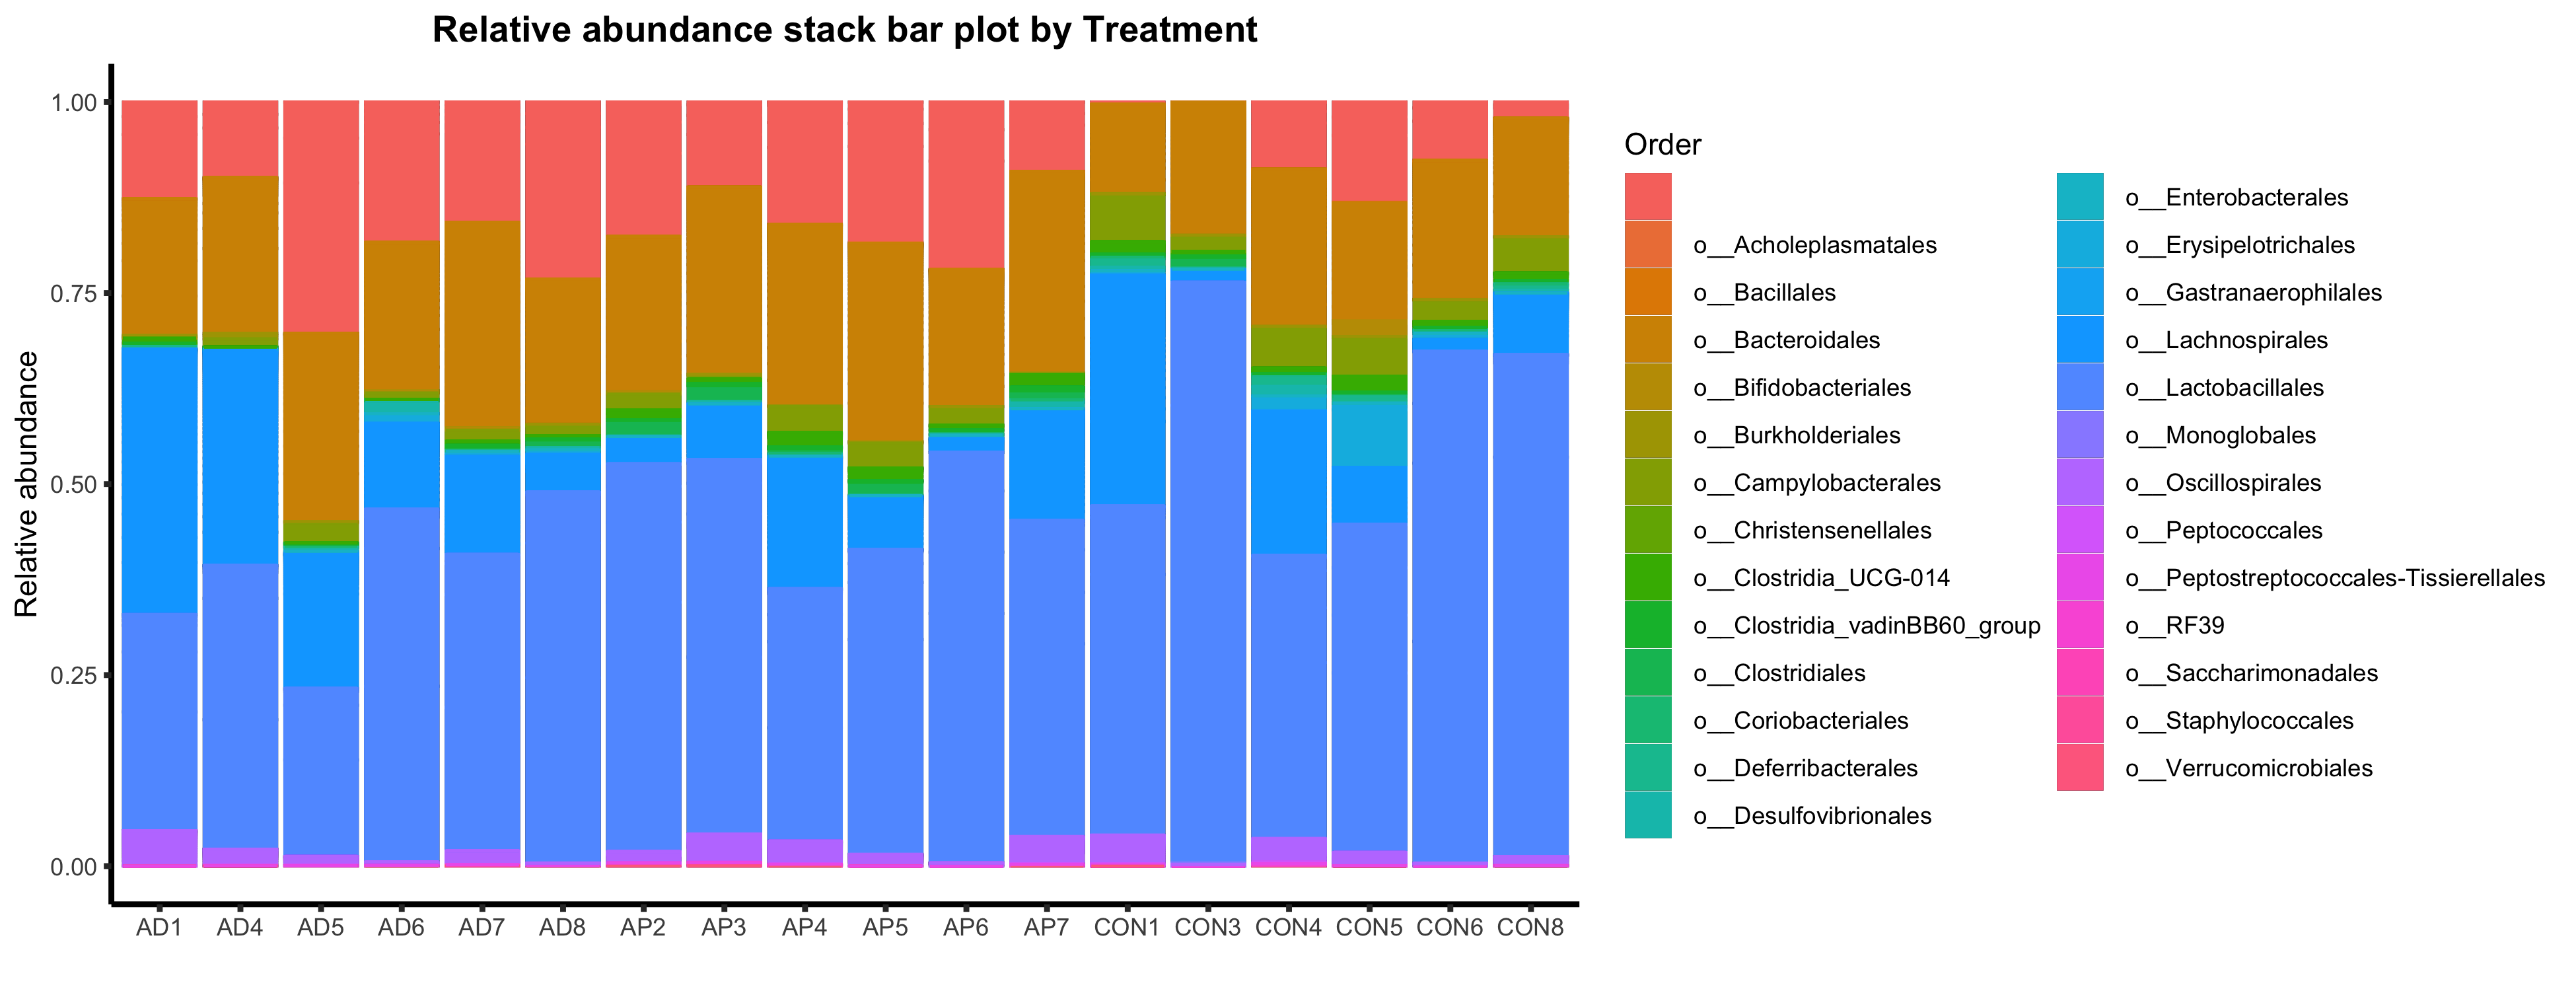 Relative abundance stack bar plot by Treatment
Relative abundance
1.00
0.75
0.50
0.25
0.00
AD1 AD4 AD5 AD6 AD7 AD8 AP2 AP3 AP4 AP5 AP6 AP7 CON1 CON3 CON4 CON5 CON6 CON8
Order
o__Acholeplasmatales
o__Bacillales
o__Bacteroidales
o__Bifidobacteriales
o__Burkholderiales
o__Campylobacterales
o__Christensenellales
o__Clostridia_UCG-014
o__Clostridia_vadinBB60_group
o__Clostridiales
o__Coriobacteriales
o__Deferribacterales
o__Desulfovibrionales
o__Enterobacterales
o__Erysipelotrichales
o__Gastranaerophilales
o__Lachnospirales
o__Lactobacillales
o__Monoglobales
o__Oscillospirales
o__Peptococcales
o__Peptostreptococcales-Tissierellales
o__RF39
o__Saccharimonadales
o__Staphylococcales
o__Verrucomicrobiales